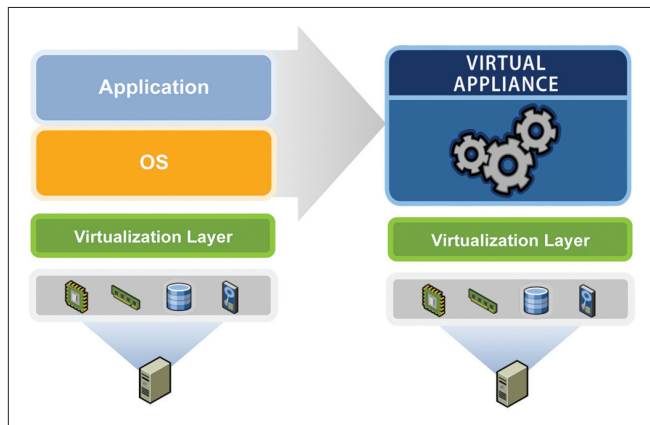 Application
OS
Virtualization Layer
VIRTUAL
APPLIANCE
Virtualization Layer